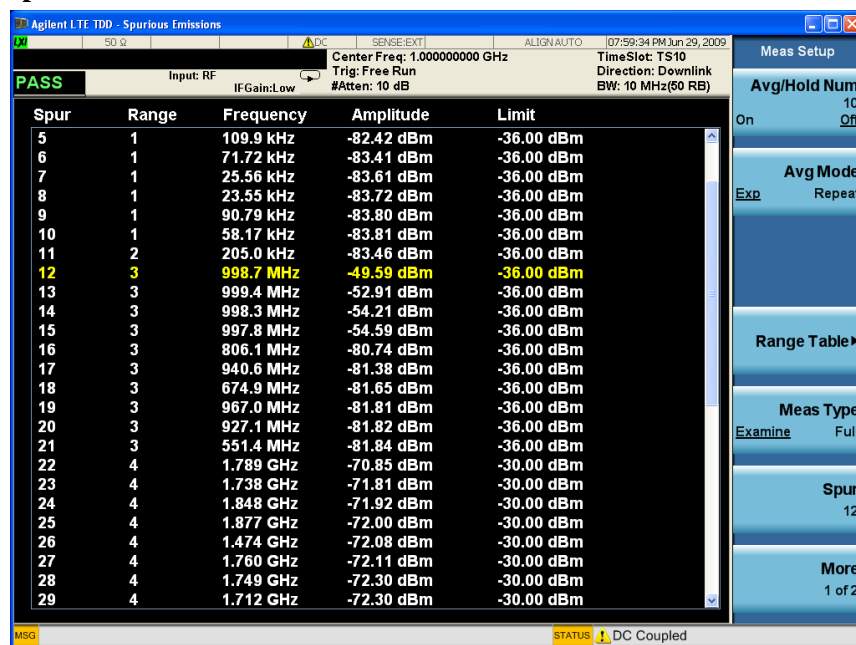 Agilent LTE TDD - Spurious Emissions
LXI 50 Ω DC SENSE:EXT ALIGN AUTO 07:59:34 PM Jun 29, 2009
Center Freq: 1.000000000 GHz TimeSlot: TS10
PASS Input: RF Trig: Free Run Direction: Downlink
IFGain:Low #Atten: 10 dB BW: 10 MHz(50 RB)
Spur Range Frequency Amplitude Limit
5 1 109.9 kHz -82.42 dBm -36.00 dBm
6 1 71.72 kHz -83.41 dBm -36.00 dBm
7 1 25.56 kHz -83.61 dBm -36.00 dBm
8 1 23.55 kHz -83.72 dBm -36.00 dBm
9 1 90.79 kHz -83.80 dBm -36.00 dBm
10 1 58.17 kHz -83.81 dBm -36.00 dBm
11 2 205.0 kHz -83.46 dBm -36.00 dBm
12 3 998.7 MHz -49.59 dBm -36.00 dBm
13 3 999.4 MHz -52.91 dBm -36.00 dBm
14 3 998.3 MHz -54.21 dBm -36.00 dBm
15 3 997.8 MHz -54.59 dBm -36.00 dBm
16 3 806.1 MHz -80.74 dBm -36.00 dBm
17 3 940.6 MHz -81.38 dBm -36.00 dBm
18 3 674.9 MHz -81.65 dBm -36.00 dBm
19 3 967.0 MHz -81.81 dBm -36.00 dBm
20 3 927.1 MHz -81.82 dBm -36.00 dBm
21 3 551.4 MHz -81.84 dBm -36.00 dBm
22 4 1.789 GHz -70.85 dBm -30.00 dBm
23 4 1.738 GHz -71.81 dBm -30.00 dBm
24 4 1.848 GHz -71.92 dBm -30.00 dBm
25 4 1.877 GHz -72.00 dBm -30.00 dBm
26 4 1.474 GHz -72.08 dBm -30.00 dBm
27 4 1.760 GHz -72.11 dBm -30.00 dBm
28 4 1.749 GHz -72.30 dBm -30.00 dBm
29 4 1.712 GHz -72.30 dBm -30.00 dBm
Meas Setup
Avg/Hold Num
10
On Off
Avg Mode
Exp Repeat
Range Table
Meas Type
Examine Full
Spur
12
More
1 of 2
MSG STATUS DC Coupled